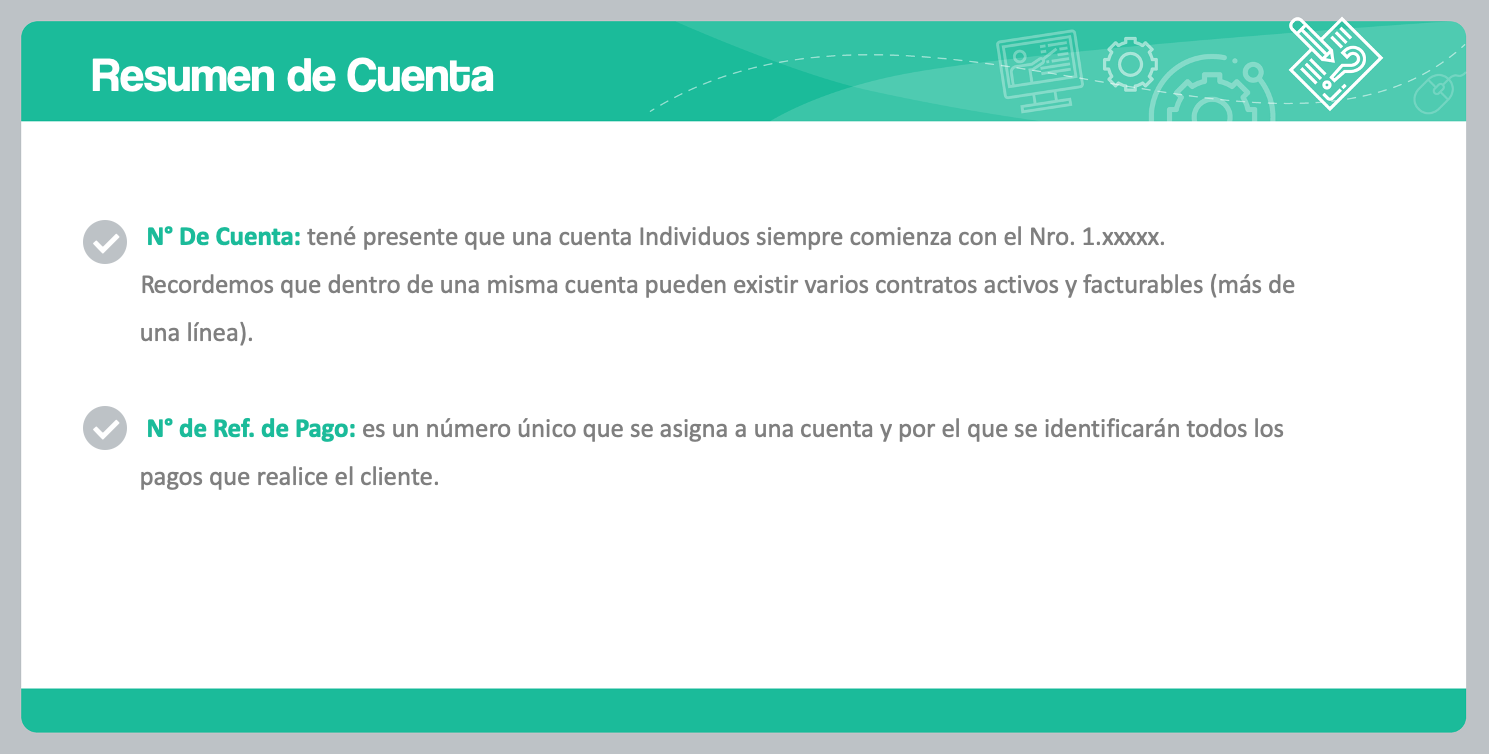 Resumen de Cuenta
N° De Cuenta: tené presente que una cuenta Individuos siempre comienza con el Nro. 1.xxxxx.
Recordemos que dentro de una misma cuenta pueden existir varios contratos activos y facturables (más de
una línea).
N° de Ref. de Pago: es un número único que se asigna a una cuenta y por el que se identificarán todos los
pagos que realice el cliente.